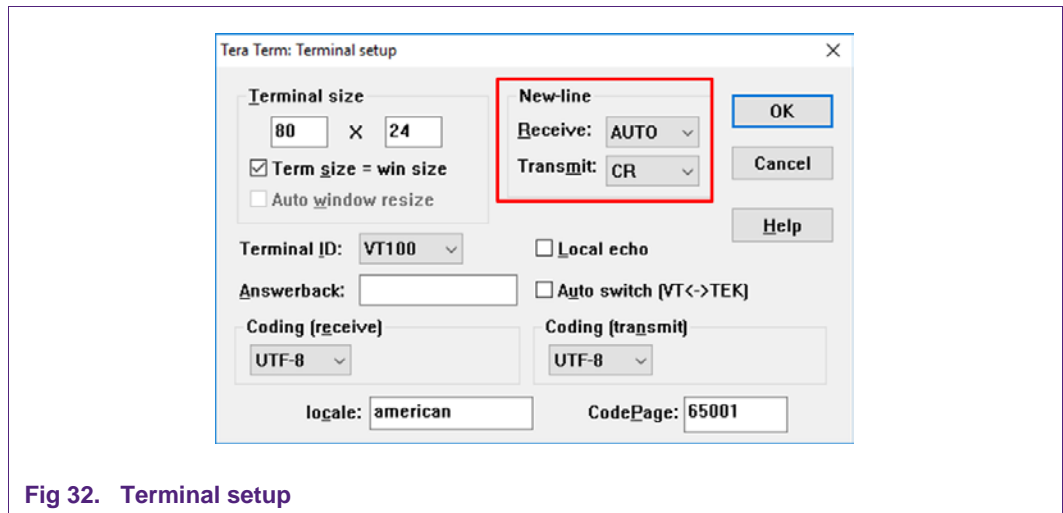 Tera Term: Terminal setup
Terminal size
80 X 24
Term size = win size
Auto window resize
New-line
Receive: AUTO
Transmit: CR
OK
Cancel
Help
Terminal ID: VT100
Local echo
Answerback:
Auto switch (VT<->TEK)
Coding (receive)
UTF-8
Coding (transmit)
UTF-8
locale: american
CodePage: 65001
Fig 32. Terminal setup